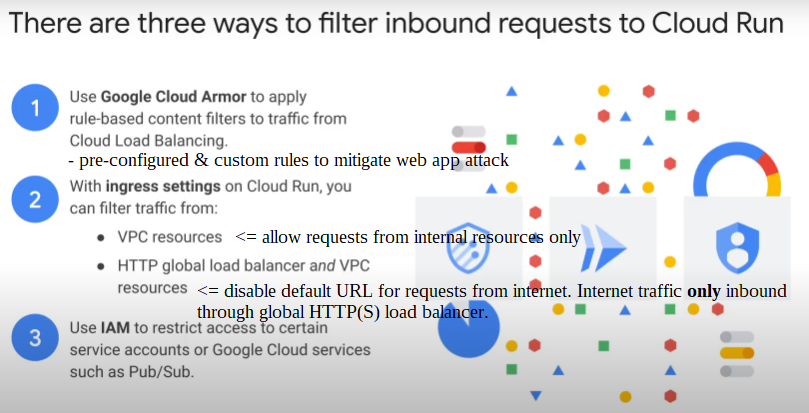 There are three ways to filter inbound requests to Cloud Run
1
Use Google Cloud Armor to apply
rule-based content filters to traffic from
Cloud Load Balancing.
- pre-configured & custom rules to mitigate web app attack
2
With ingress settings on Cloud Run, you
can filter traffic from:
• VPC resources <= allow requests from internal resources only
• HTTP global load balancer and VPC
resources <= disable default URL for requests from internet. Internet traffic only inbound
through global HTTP(S) load balancer.
3
Use IAM to restrict access to certain
service accounts or Google Cloud services
such as Pub/Sub.